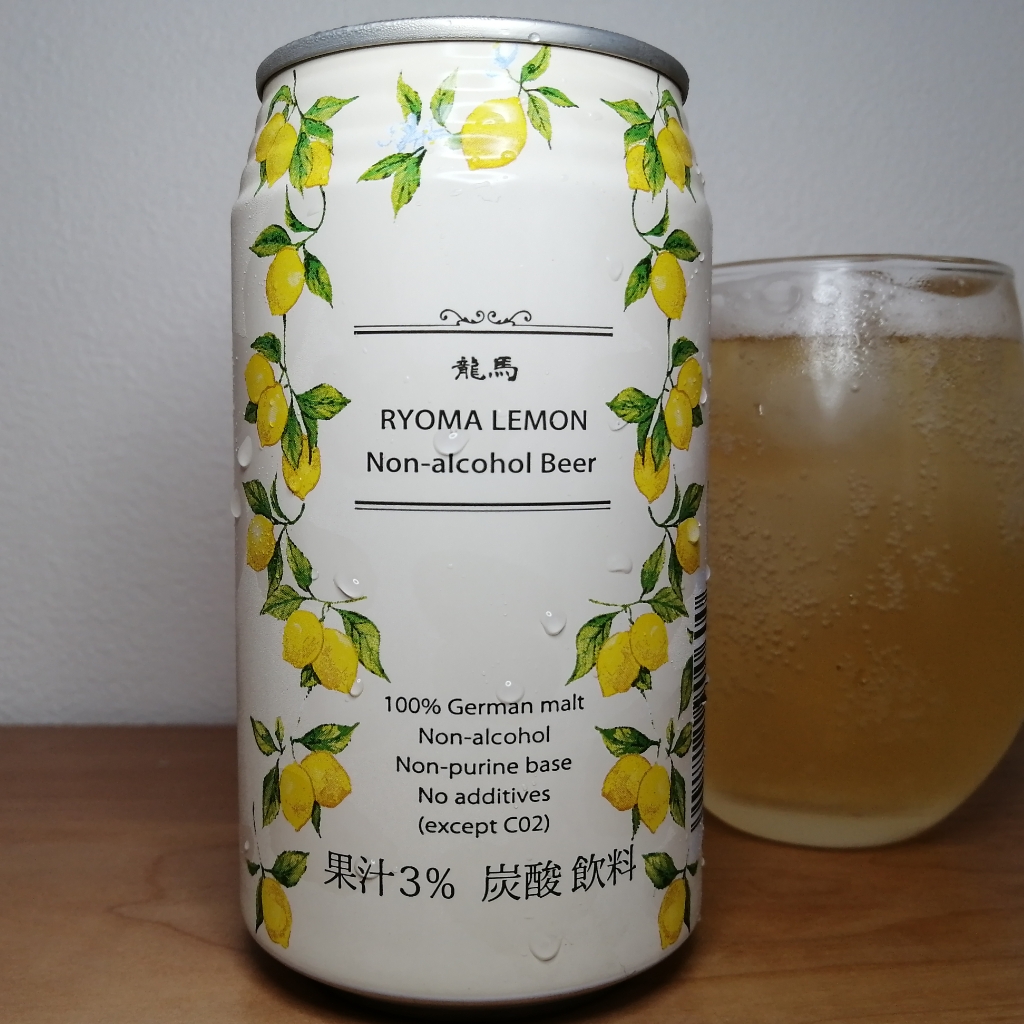 龍馬
RYOMA LEMON
Non-alcohol Beer
100% German malt
Non-alcohol
Non-purine base
No additives
(except C02)
果汁3% 炭酸飲料